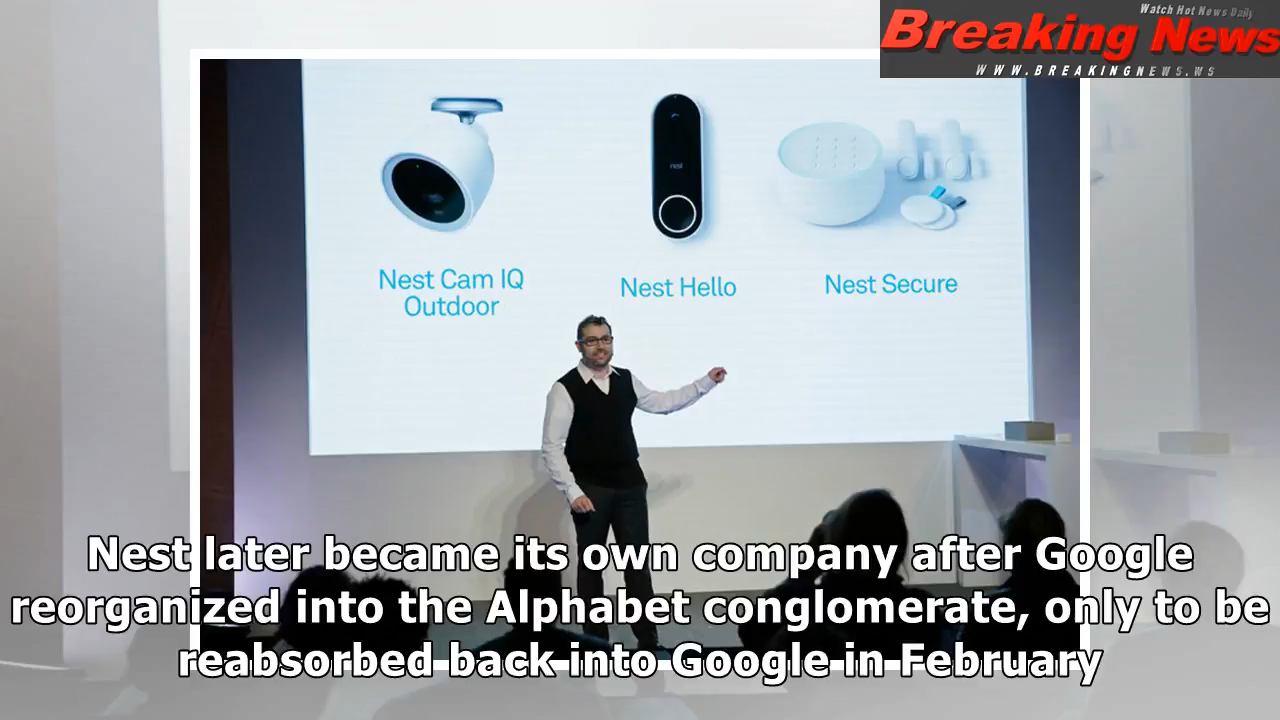 Watch Hot News Daily
Breaking News
WWW.BREAKINGNEWS.WS
nest
Nest Cam IQ
Outdoor
Nest Hello
Nest Secure
Nest later became its own company after Google
reorganized into the Alphabet conglomerate, only to be
reabsorbed back into Google in February